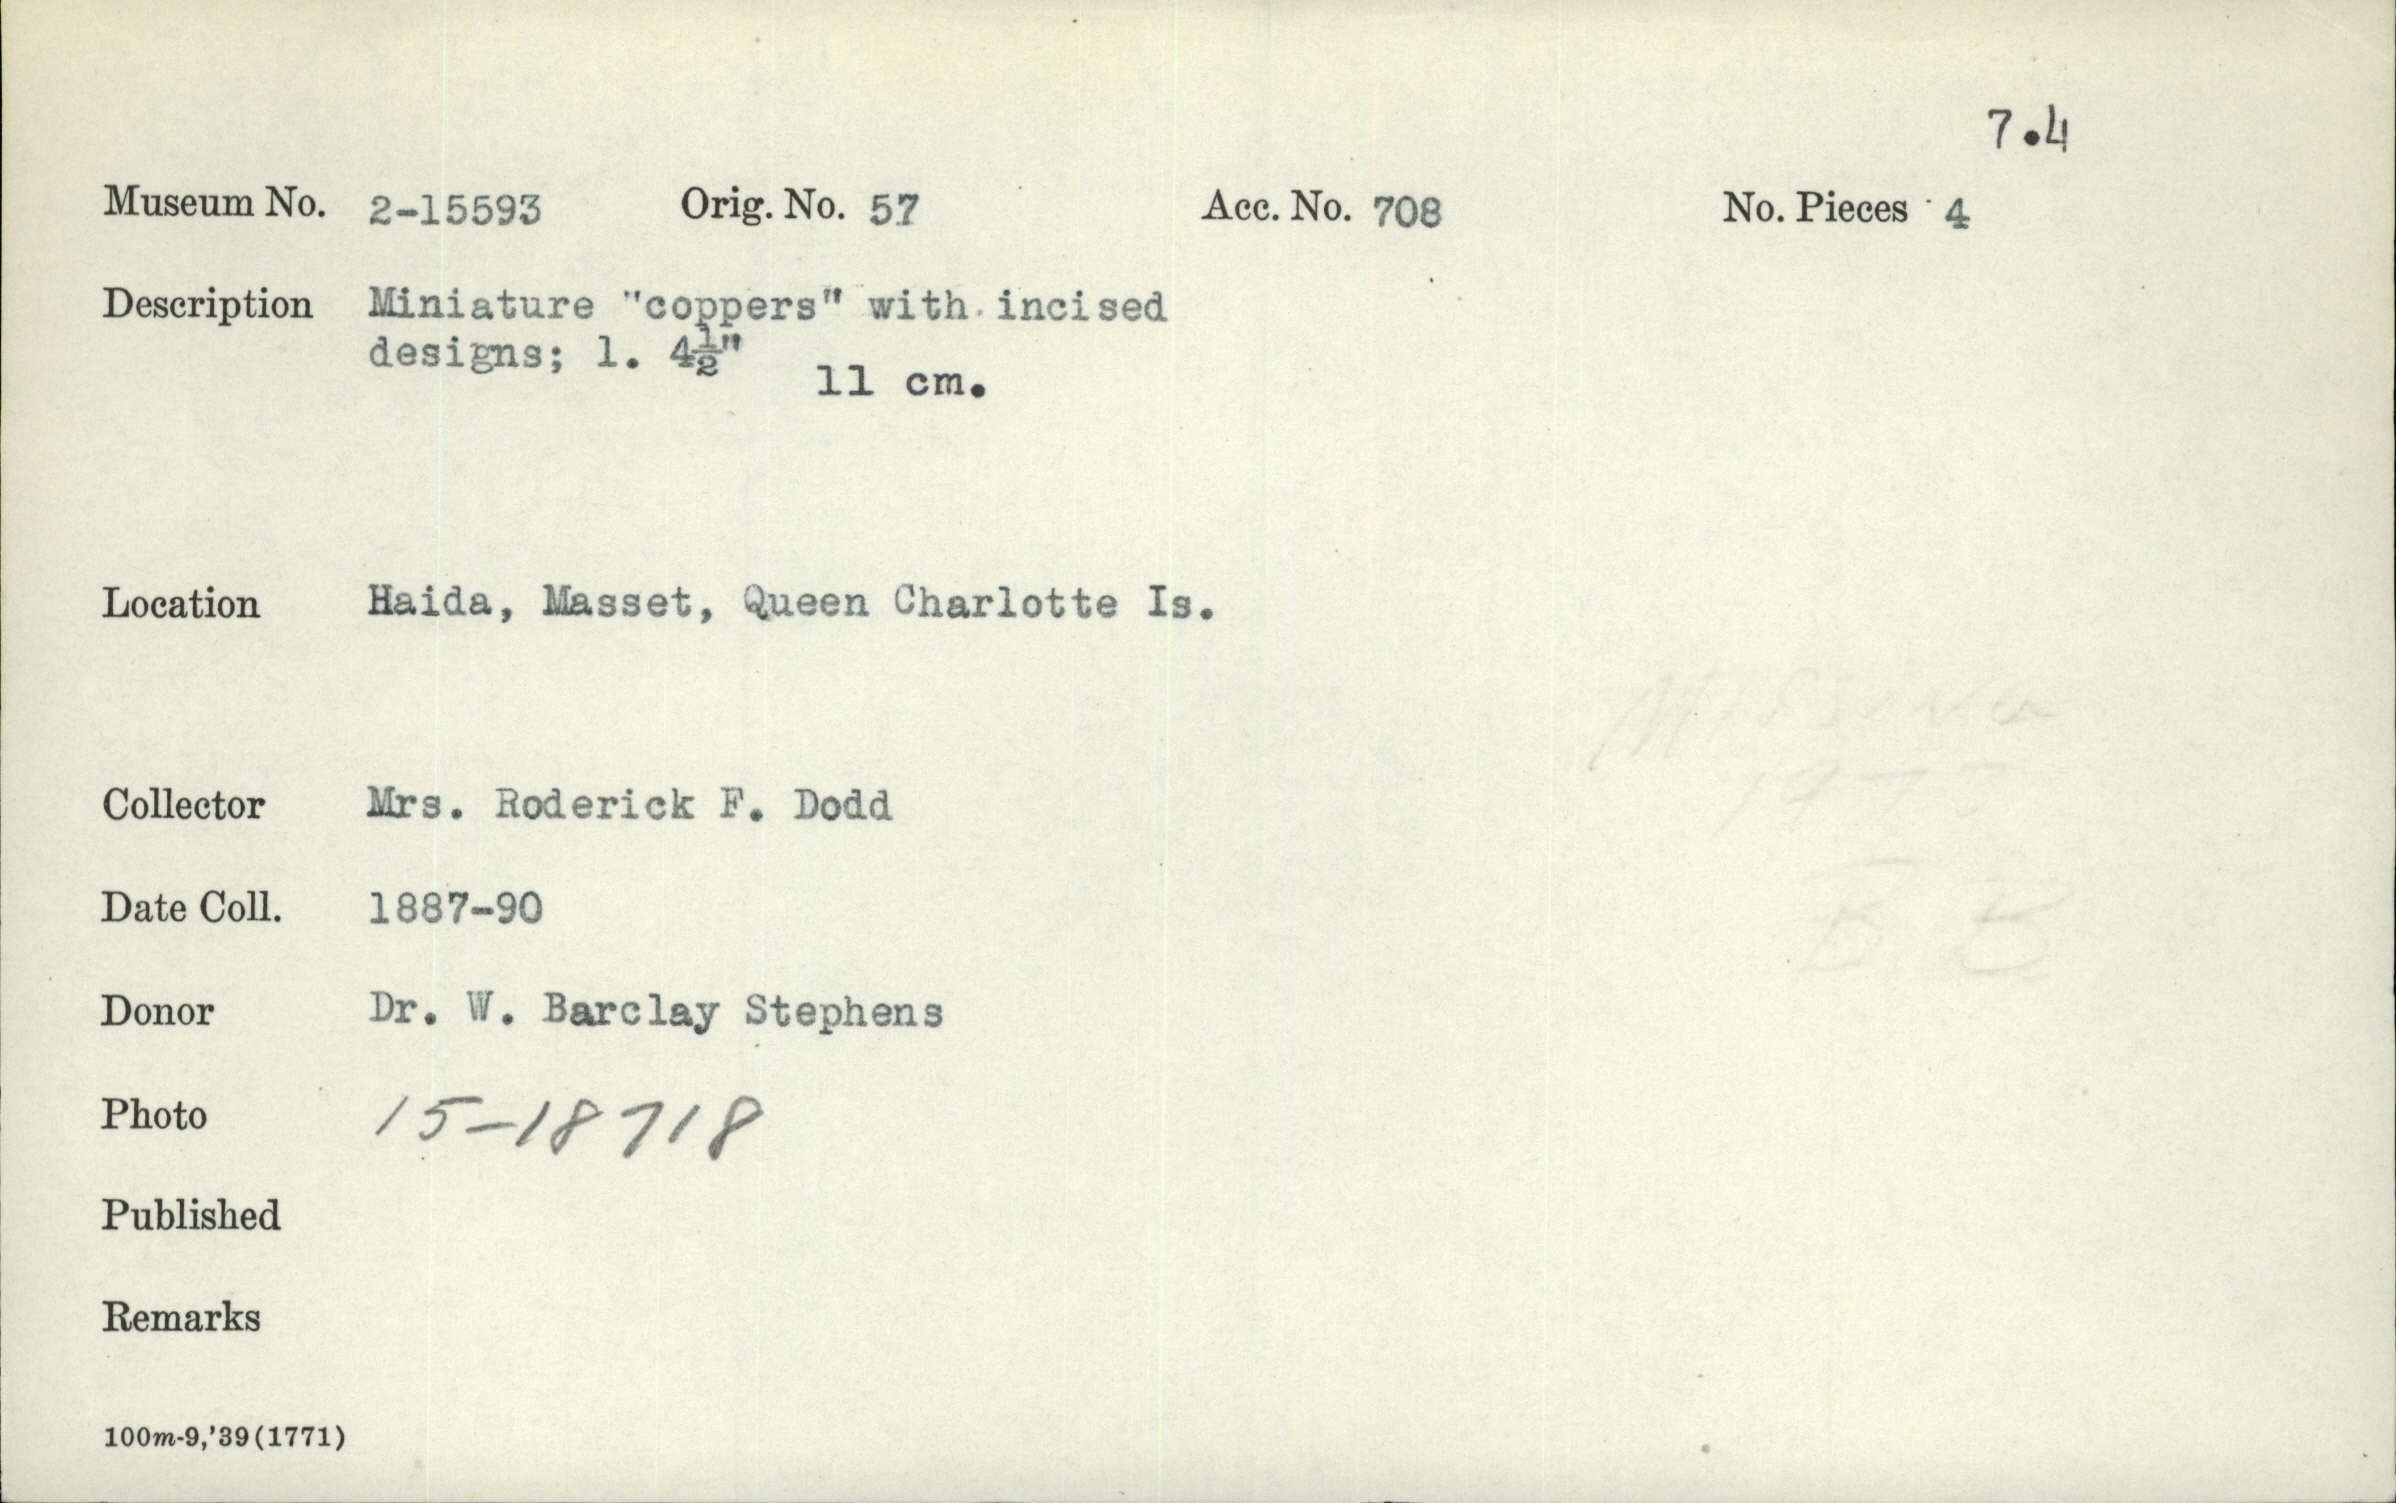 7.4
Museum No. 2-15593 Orig. No. 57 Acc. No. 708 No. Pieces 4
Description Miniature "coppers" with incised
designs; l. 4½"
11 cm.
Location Haida, Masset, Queen Charlotte Is.
Collector Mrs. Roderick F. Dodd
Date Coll. 1887-90
Donor Dr. W. Barclay Stephens
Photo 15-18718
Published
Remarks
100m-9,'39(1771)